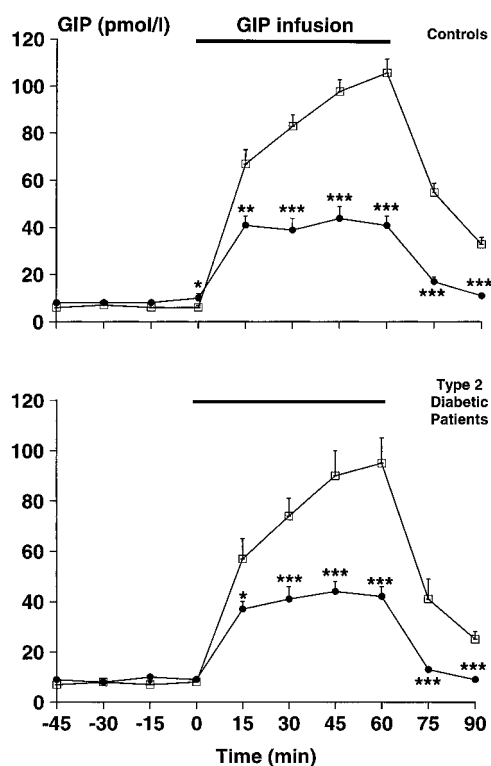 GIP (pmol/l) GIP infusion Controls
120
100
80
60
40
20
0
* ** *** *** *** *** ***
Type 2
Diabetic
Patients
120
100
80
60
40
20
0
* *** *** *** *** ***
-45 -30 -15 0 15 30 45 60 75 90
Time (min)